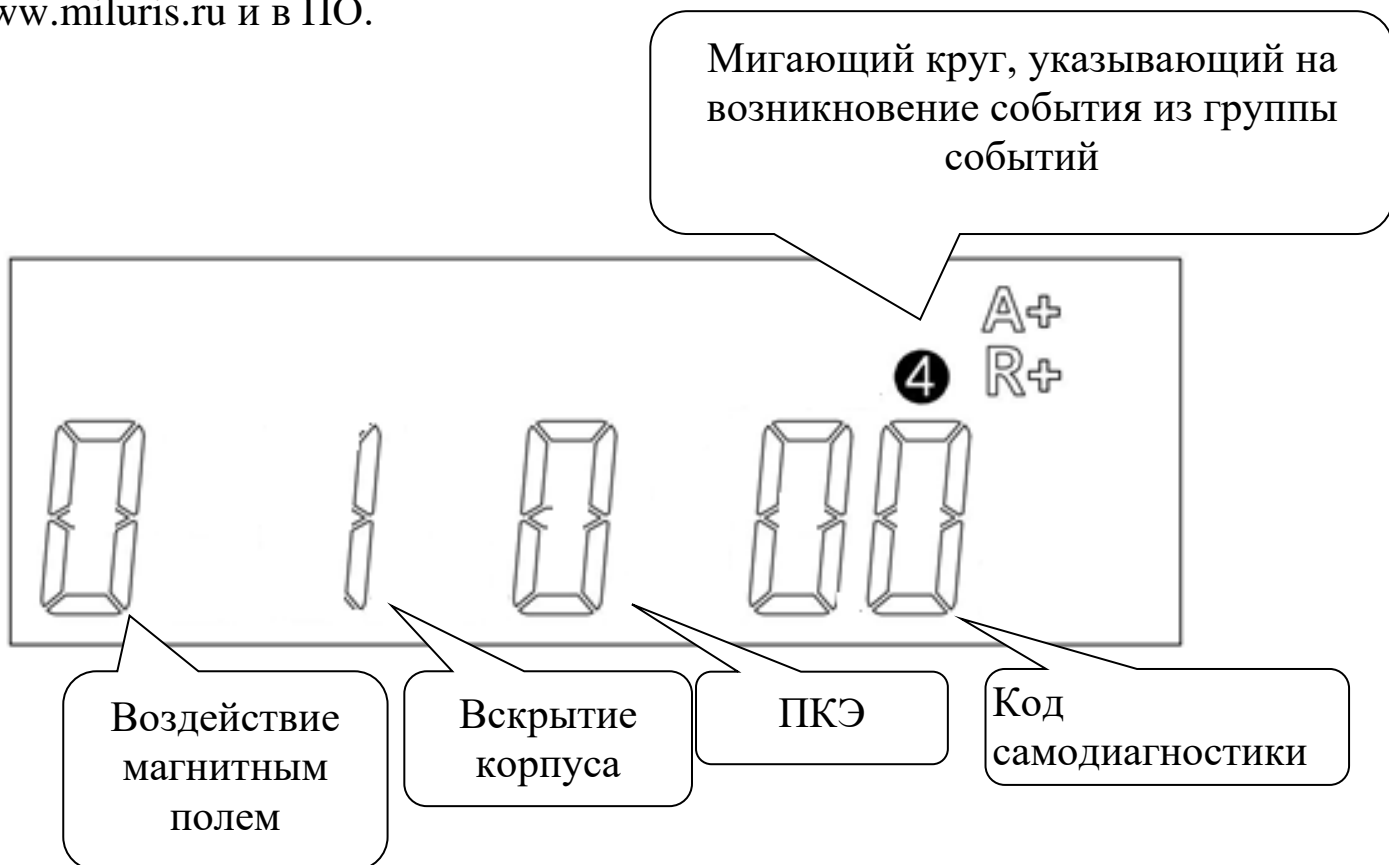 www.miluris.ru и в ПО.
Мигающий круг, указывающий на
возникновение события из группы
событий
A+
4 R+
0 1 0 00
Воздействие
магнитным
полем
Вскрытие
корпуса
ПКЭ
Код
самодиагностики